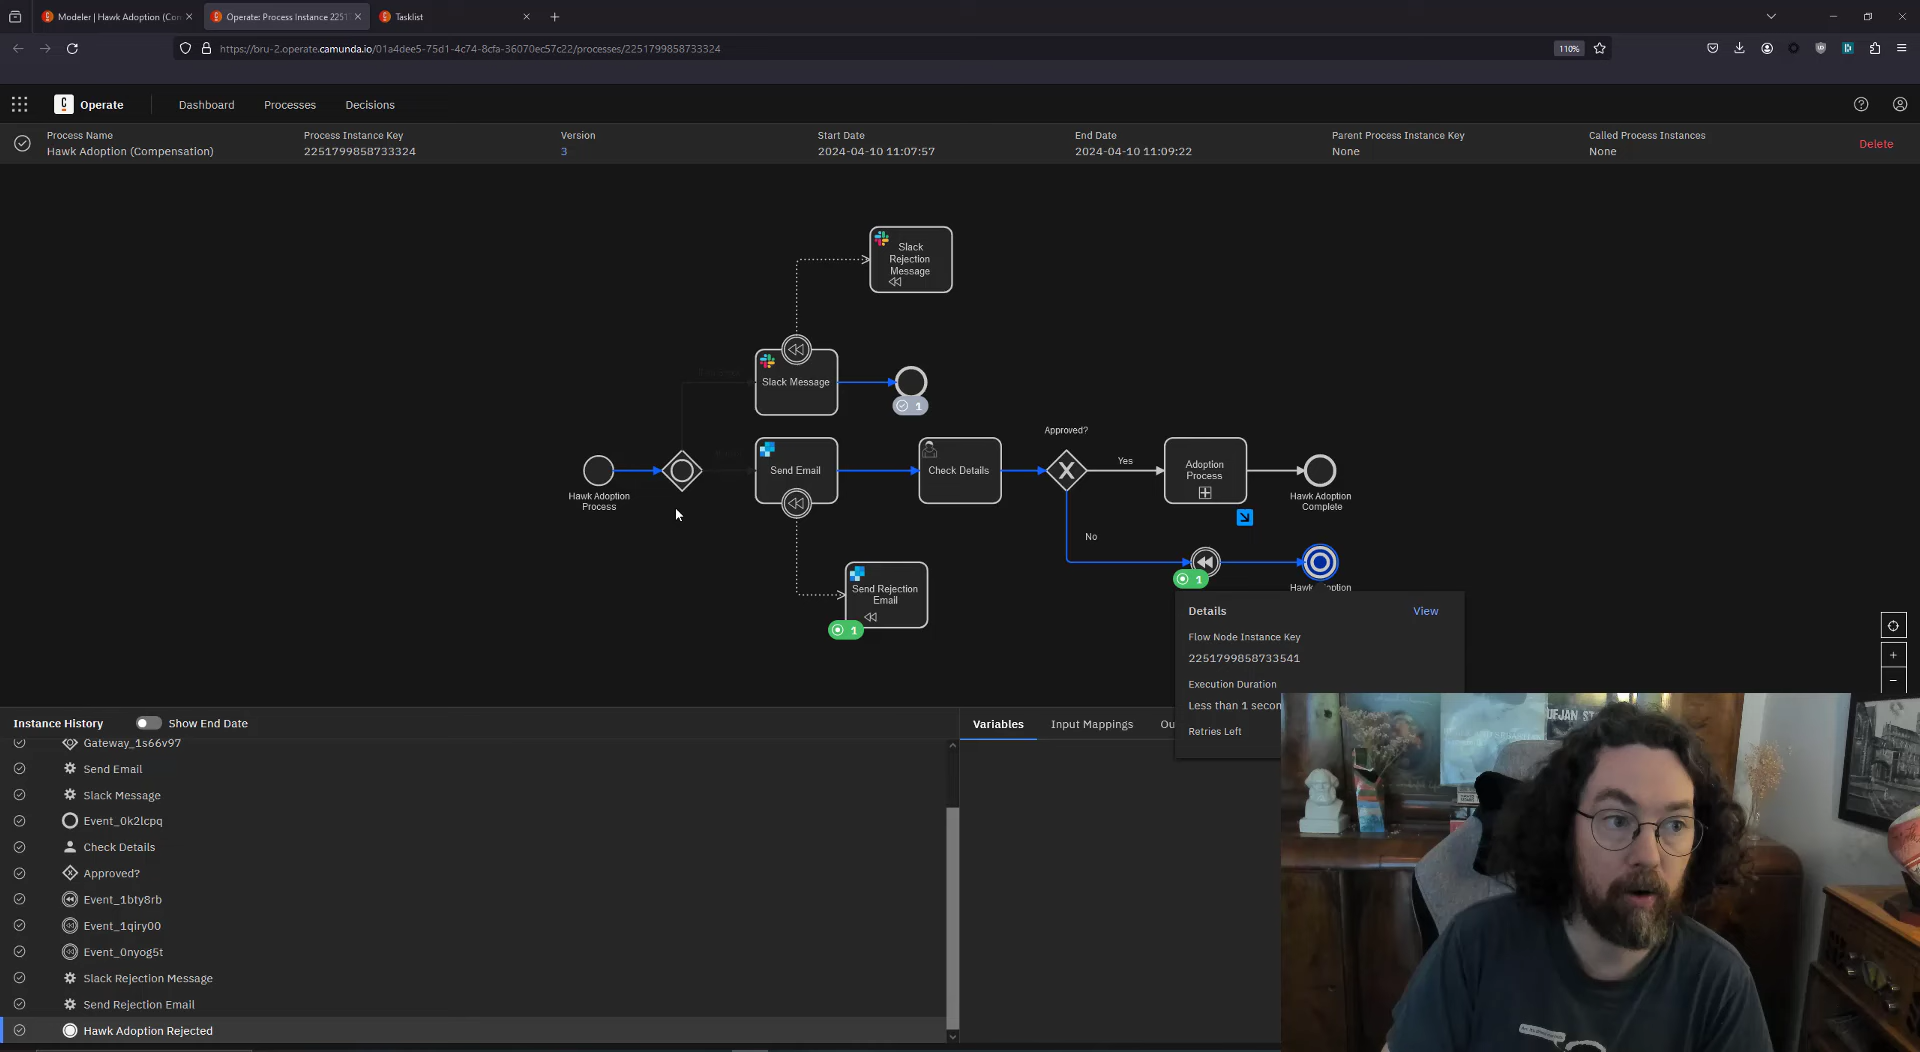 Modeler | Hawk Adoption (Con
Operate: Process Instance 2251
Tasklist
https://bru-2.operate.camunda.io/01a4dee5-75d1-4c74-8cfa-36070ec57c22/processes/2251799858733324
110%
Operate
Dashboard
Processes
Decisions
Process Name
Hawk Adoption (Compensation)
Process Instance Key
2251799858733324
Version
3
Start Date
2024-04-10 11:07:57
End Date
2024-04-10 11:09:22
Parent Process Instance Key
None
Called Process Instances
None
Delete
Slack
Rejection
Message
Slack Message
1
Hawk Adoption
Process
Send Email
Check Details
Approved?
Yes
Adoption
Process
Hawk Adoption
Complete
No
1
Send Rejection
Email
1
Details
View
Flow Node Instance Key
2251799858733541
Execution Duration
Less than 1 secon
Retries Left
Instance History
Show End Date
Gateway_1s66v97
Send Email
Slack Message
Event_0k2lcpq
Check Details
Approved?
Event_1bty8rb
Event_1qiry00
Event_0nyog5t
Slack Rejection Message
Send Rejection Email
Hawk Adoption Rejected
Variables
Input Mappings
Ou